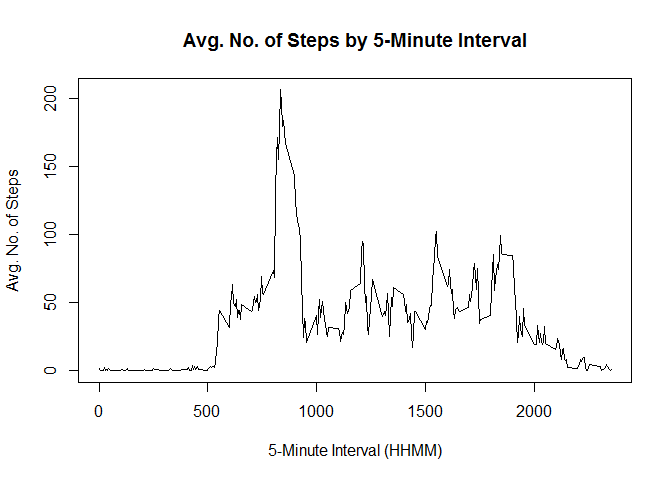 Avg. No. of Steps by 5-Minute Interval
Avg. No. of Steps
200
150
100
50
0
0 500 1000 1500 2000
5-Minute Interval (HHMM)